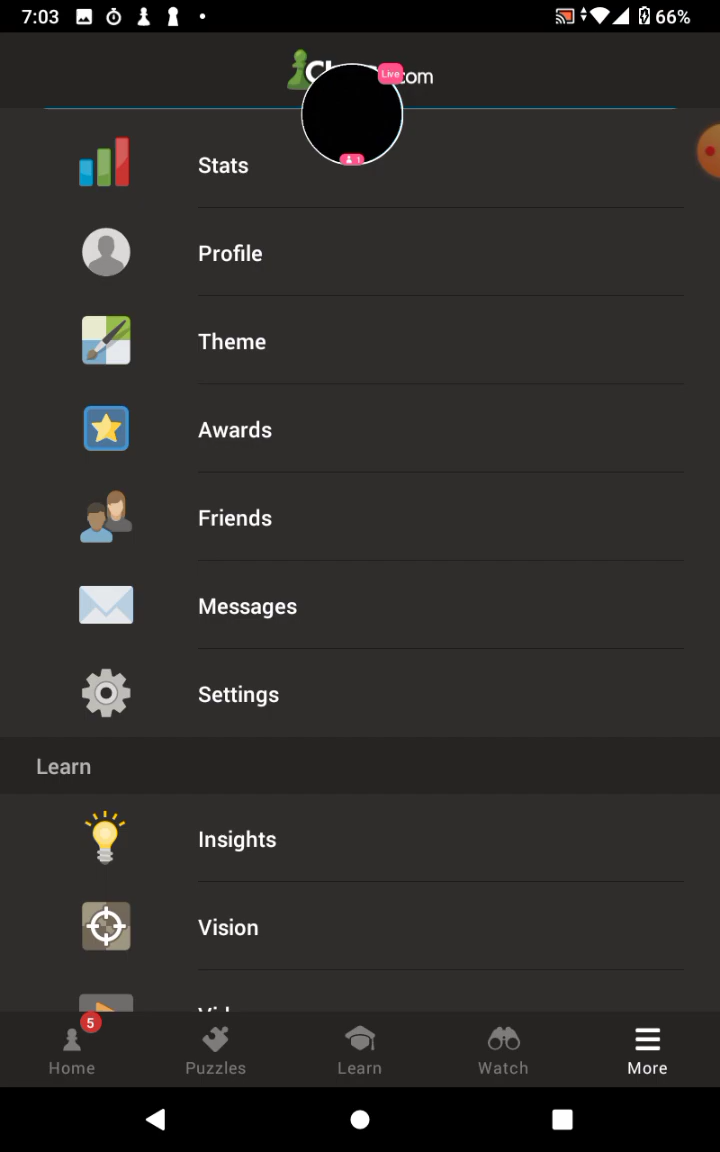 7:03 66%
com
Live
1
Stats
Profile
Theme
Awards
Friends
Messages
Settings
Learn
Insights
Vision
5
Home Puzzles Learn Watch More